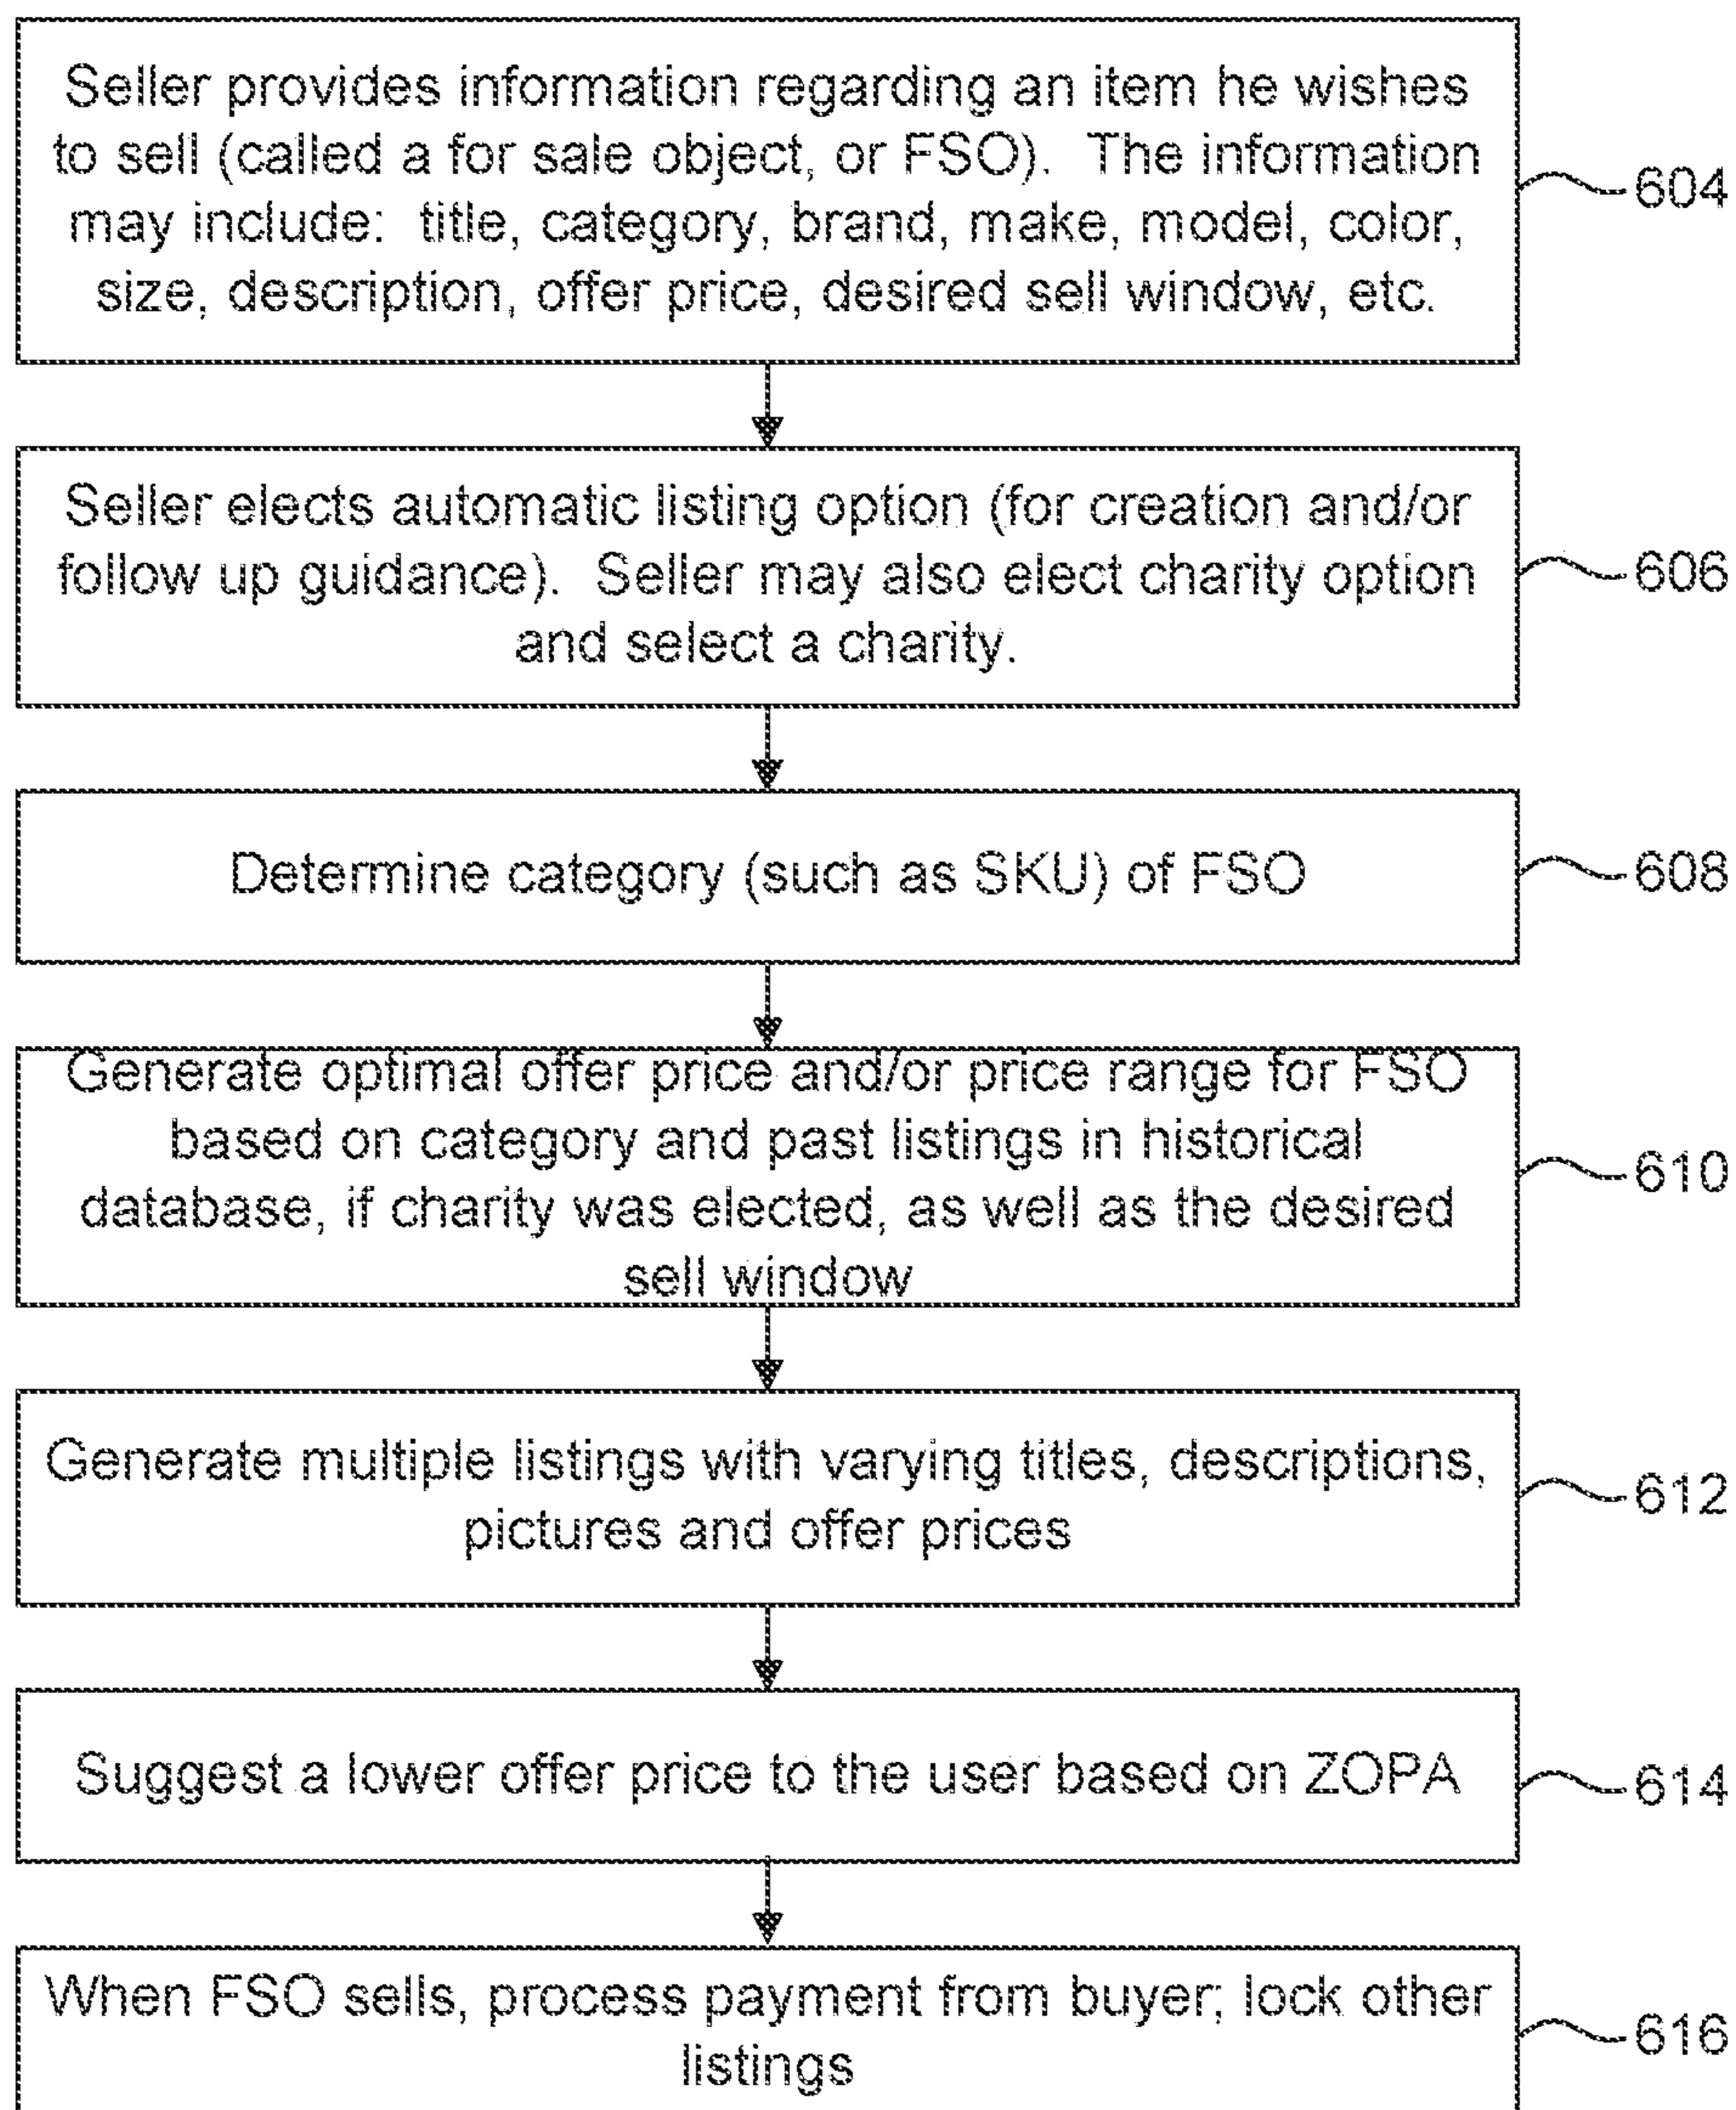 Seller provides information regarding an item he wishes
to sell (called a for sale object, or FSO).  The information
may include:  title, category, brand, make, model, color,
size, description, offer price, desired sell window, etc.
604
Seller elects automatic listing option (for creation and/or
follow up guidance).  Seller may also elect charity option
and select a charity.
606
Determine category (such as SKU) of FSO
608
Generate optimal offer price and/or price range for FSO
based on category and past listings in historical
database, if charity was elected, as well as the desired
sell window
610
Generate multiple listings with varying titles, descriptions,
pictures and offer prices
612
Suggest a lower offer price to the user based on ZOPA
614
When FSO sells, process payment from buyer; lock other
listings
616